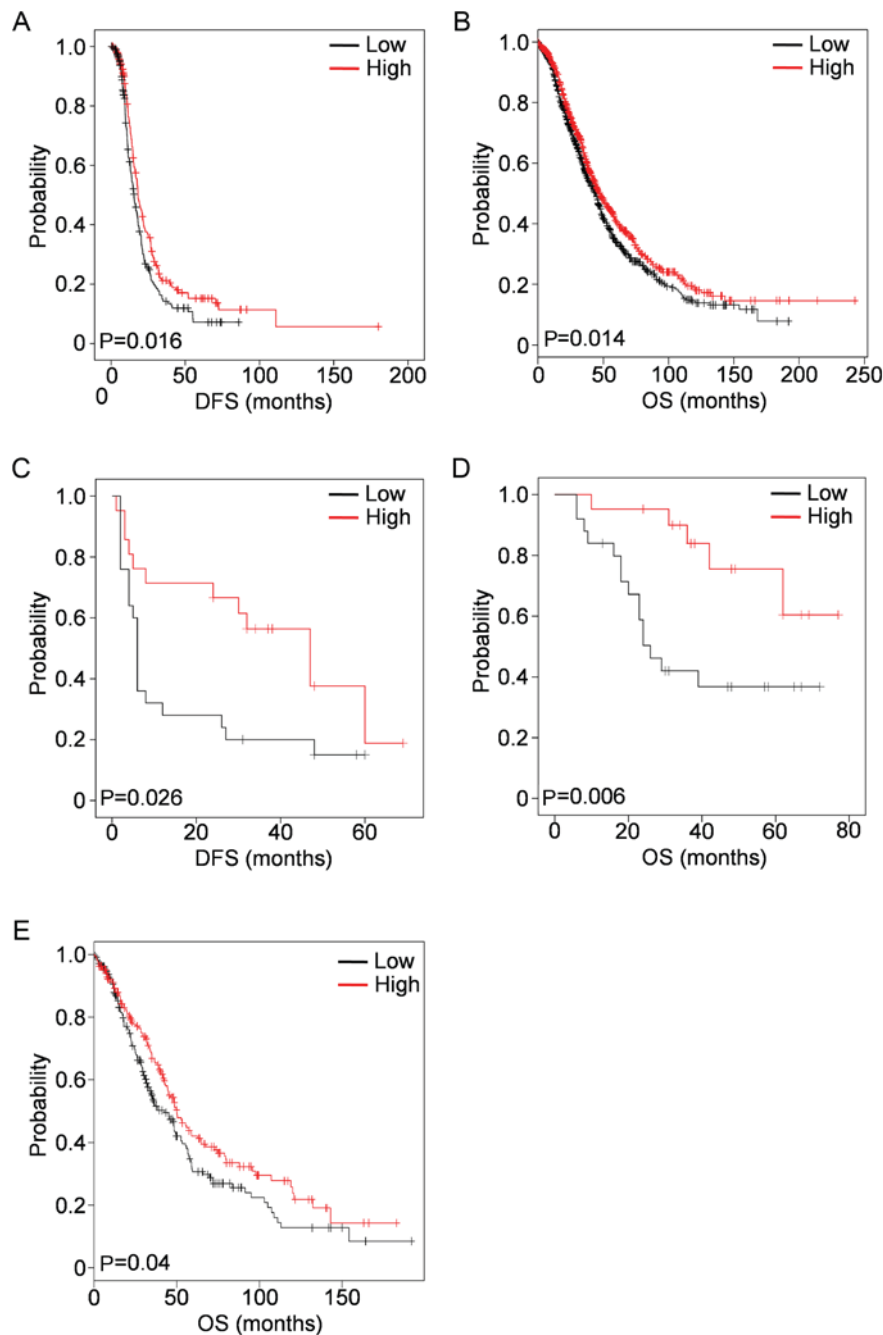 A
1.0
0.8
0.6
0.4
0.2
0
Probability
Low
High
P=0.016
0 50 100 150 200
0
DFS (months)
B
1.0
0.8
0.6
0.4
0.2
0
Probability
Low
High
P=0.014
0 50 100 150 200 250
OS (months)
C
1.0
0.8
0.6
0.4
0.2
0
Probability
Low
High
P=0.026
0 20 40 60
DFS (months)
D
1.0
0.8
0.6
0.4
0.2
0
Probability
Low
High
P=0.006
0 20 40 60 80
OS (months)
E
1.0
0.8
0.6
0.4
0.2
0
Probability
Low
High
P=0.04
0 50 100 150
OS (months)